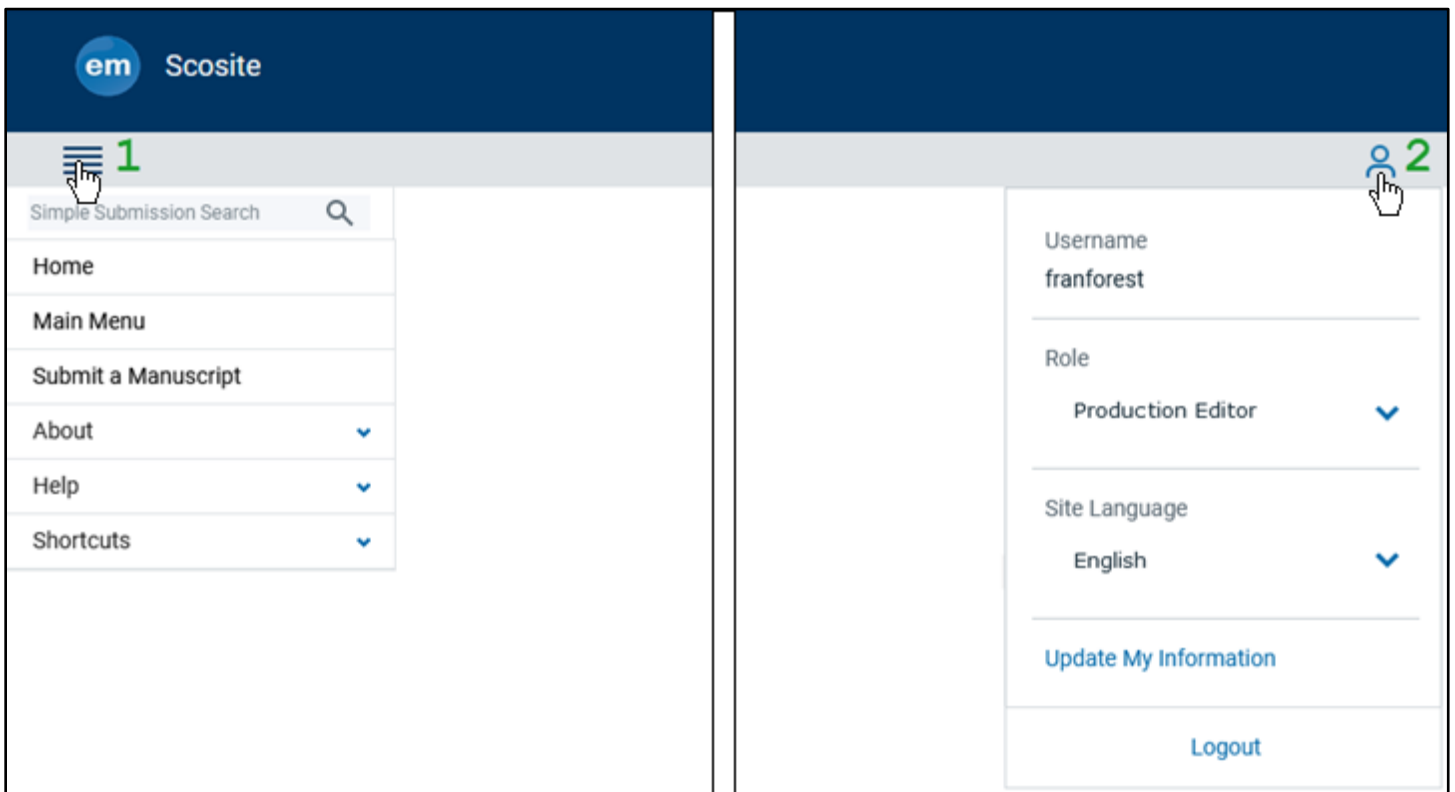 em Scosite
1
Simple Submission Search
Home
Main Menu
Submit a Manuscript
About
Help
Shortcuts
2
Username
franforest
Role
Production Editor
Site Language
English
Update My Information
Logout